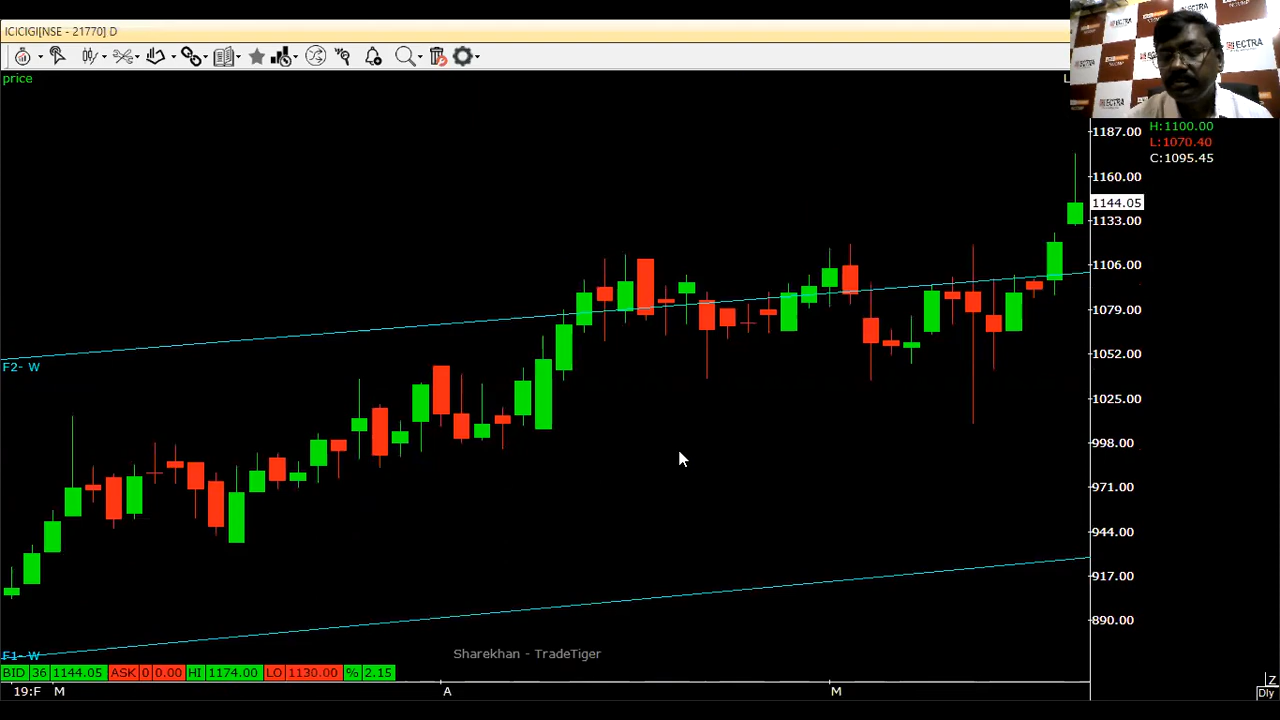 ICICIGI[NSE - 21770] D
price
L
H:1100.00
L:1070.40
C:1095.45
1187.00
1160.00
1144.05
1133.00
1106.00
1079.00
1052.00
1025.00
998.00
971.00
944.00
917.00
890.00
F2- W
F1- W
Sharekhan - TradeTiger
BID 36 1144.05 ASK 0 0.00 HI 1174.00 LO 1130.00 % 2.15
19:F M A M
Z
Dly
ECTRA
ECTRA
ECTRA